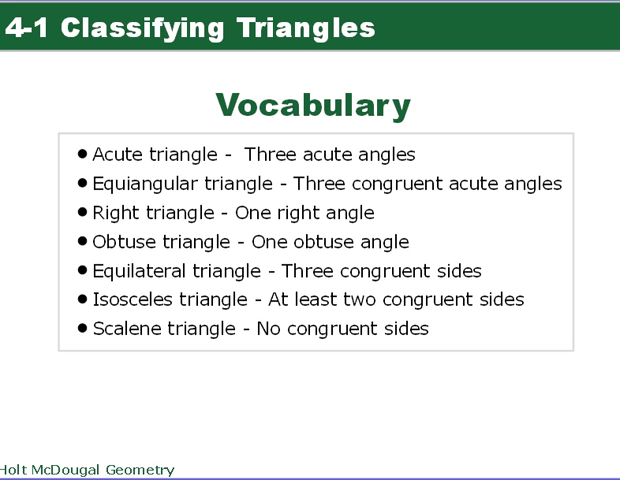 4-1 Classifying Triangles
Vocabulary
• Acute triangle -  Three acute angles
• Equiangular triangle - Three congruent acute angles
• Right triangle - One right angle
• Obtuse triangle - One obtuse angle
• Equilateral triangle - Three congruent sides
• Isosceles triangle - At least two congruent sides
• Scalene triangle - No congruent sides
Holt McDougal Geometry